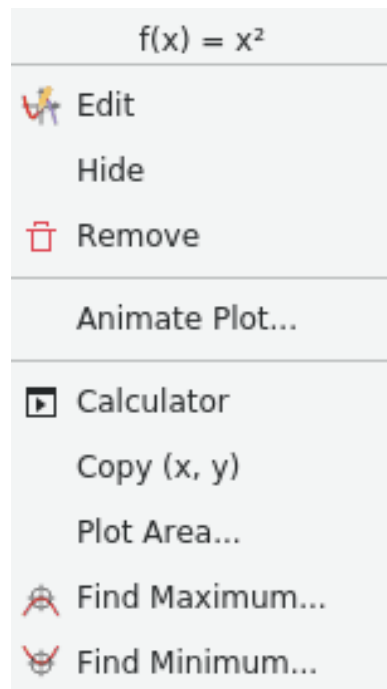 f(x) = x²
Edit
Hide
Remove
Animate Plot...
Calculator
Copy (x, y)
Plot Area...
Find Maximum...
Find Minimum...